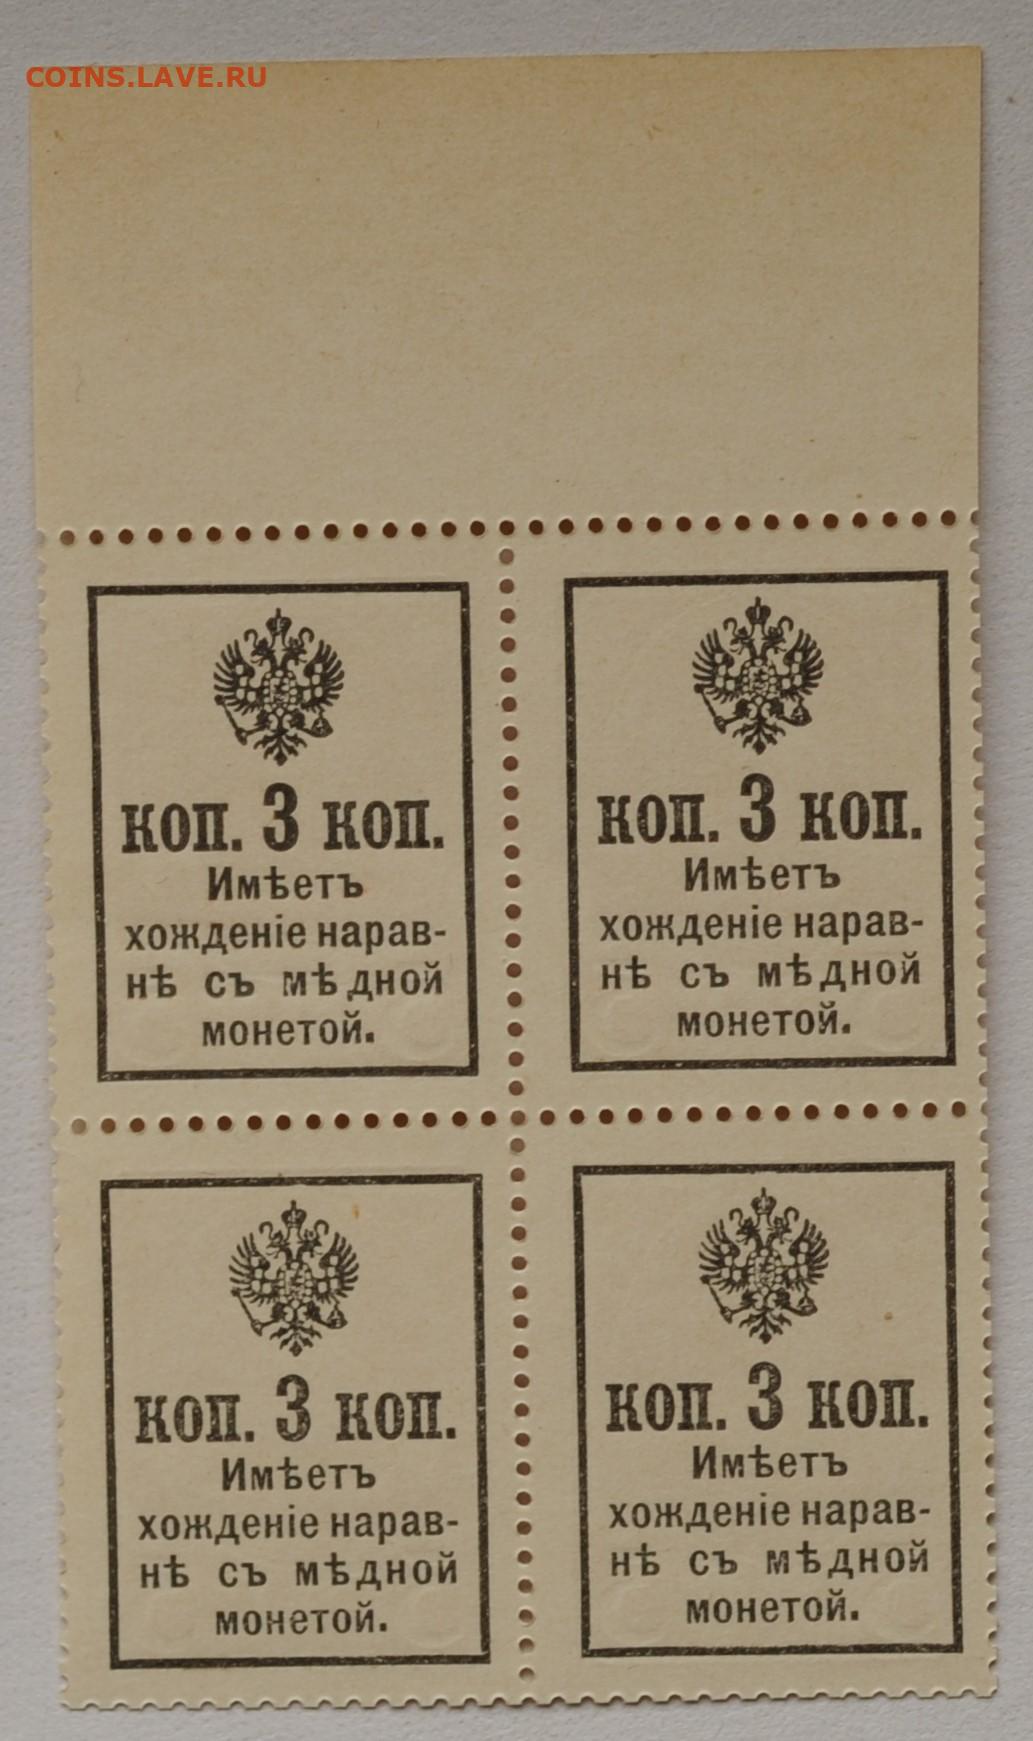 COINS.LAVE.RU
коп. 3 коп.
Имѣетъ
хожденіе нарав-
нѣ съ мѣдной
монетой.
коп. 3 коп.
Имѣетъ
хожденіе нарав-
нѣ съ мѣдной
монетой.
коп. 3 коп.
Имѣетъ
хожденіе нарав-
нѣ съ мѣдной
монетой.
коп. 3 коп.
Имѣетъ
хожденіе нарав-
нѣ съ мѣдной
монетой.